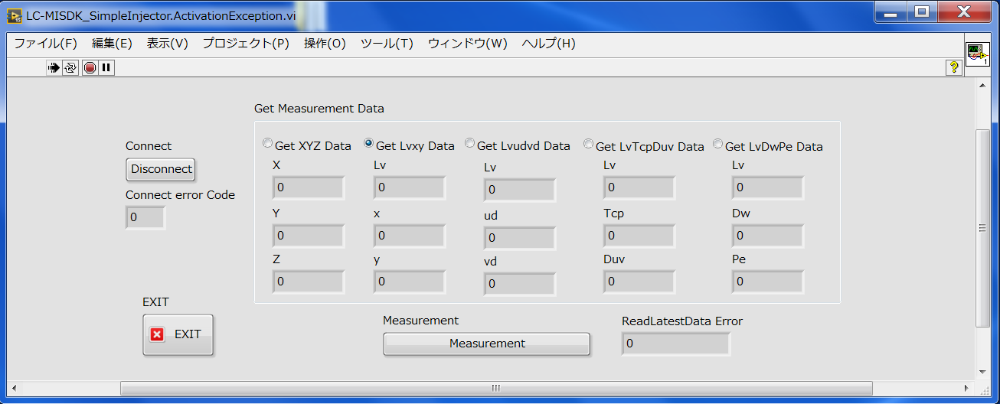 LC-MISDK_SimpleInjector.ActivationException.vi
ファイル(F) 編集(E) 表示(V) プロジェクト(P) 操作(O) ツール(T) ウィンドウ(W) ヘルプ(H)
1
Get Measurement Data
Connect
Disconnect
Connect error Code
0
Get XYZ Data Get Lvxy Data Get Lvudvd Data Get LvTcpDuv Data Get LvDwPe Data
X Lv Lv Lv Lv
0 0 0 0 0
Y x ud Tcp Dw
0 0 0 0 0
Z y vd Duv Pe
0 0 0 0 0
EXIT
EXIT
Measurement
Measurement
ReadLatestData Error
0